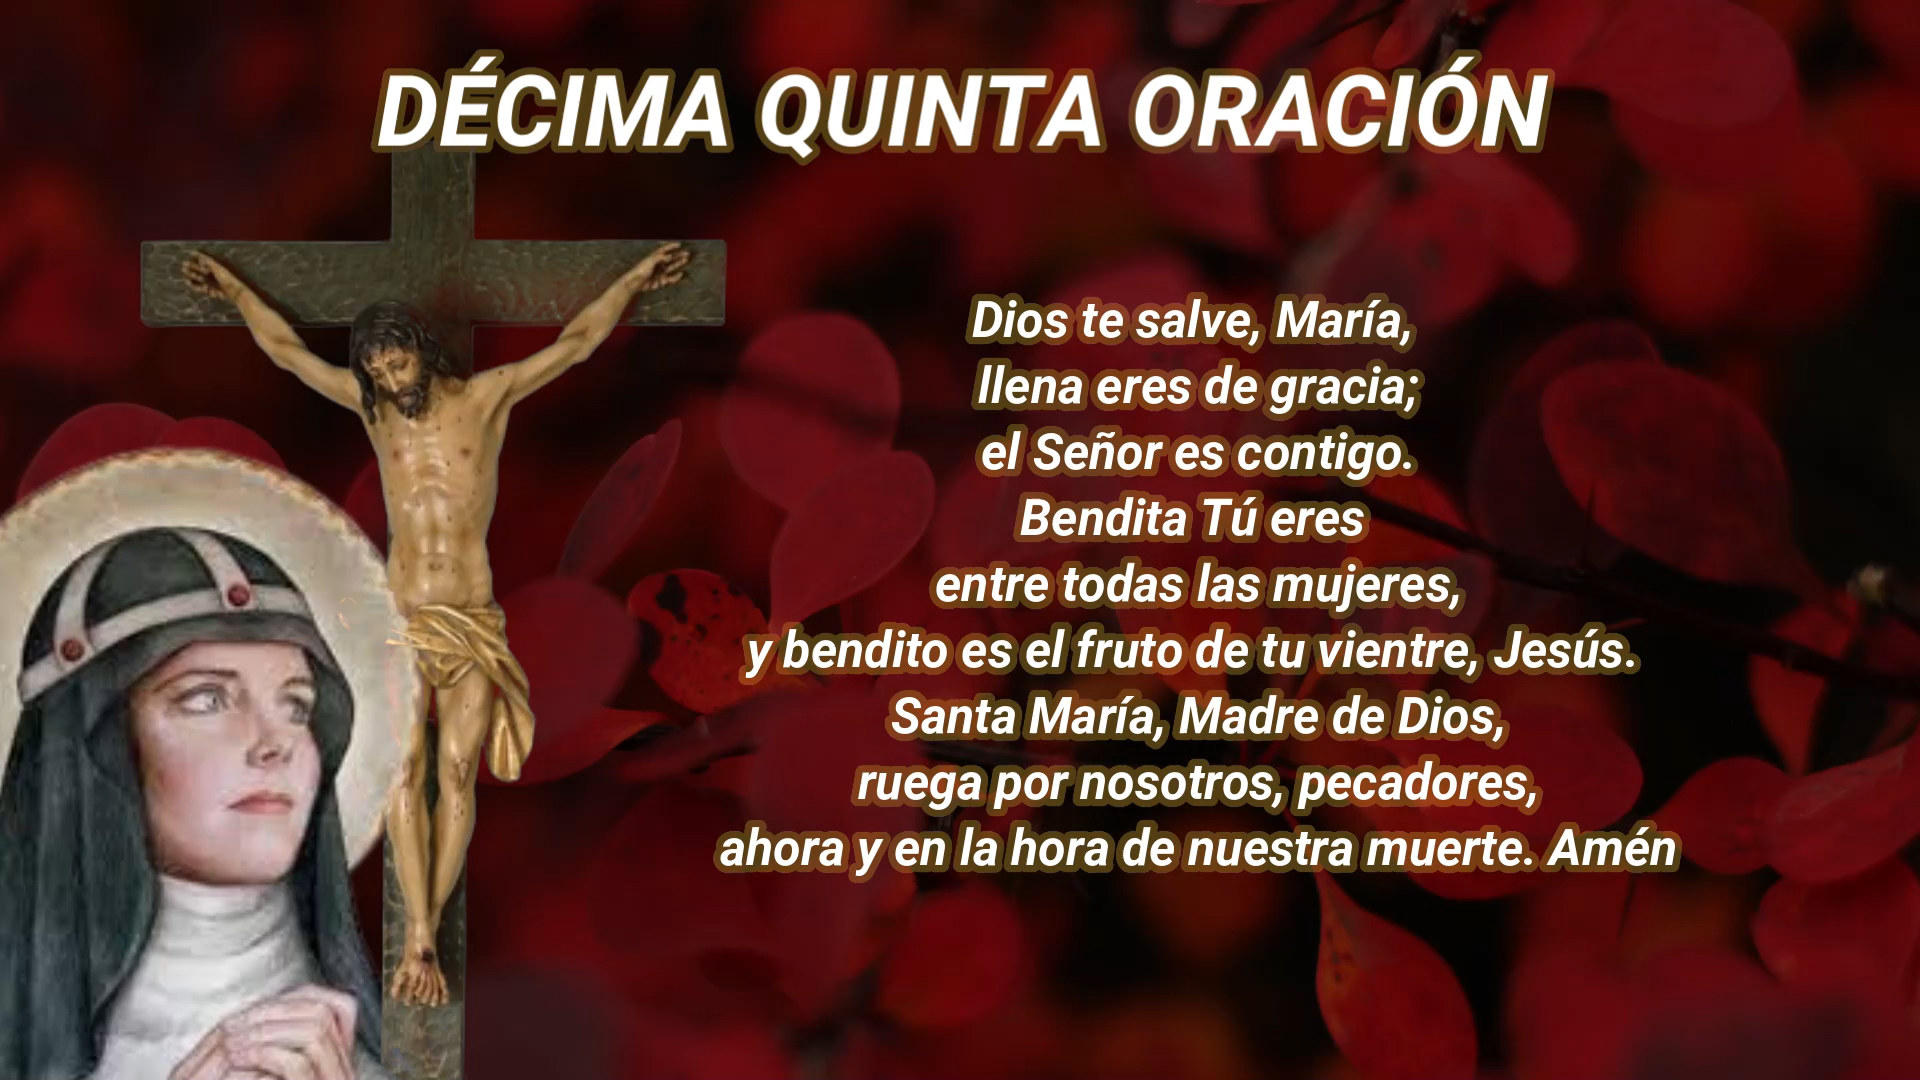 DÉCIMA QUINTA ORACIÓN
Dios te salve, María,
llena eres de gracia;
el Señor es contigo.
Bendita Tú eres
entre todas las mujeres,
y bendito es el fruto de tu vientre, Jesús.
Santa María, Madre de Dios,
ruega por nosotros, pecadores,
ahora y en la hora de nuestra muerte. Amén